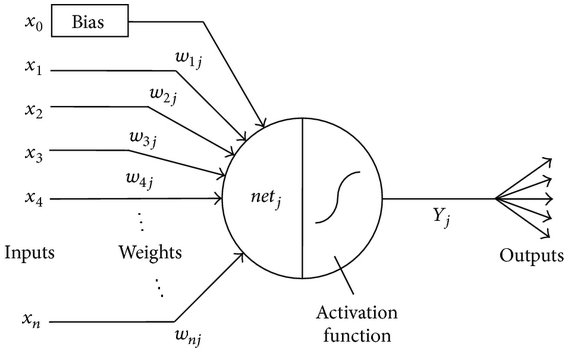 x0 Bias
x1 w1j
x2 w2j
x3 w3j
x4 w4j
netj
Yj
Inputs Weights Outputs
xn wnj
Activation
function